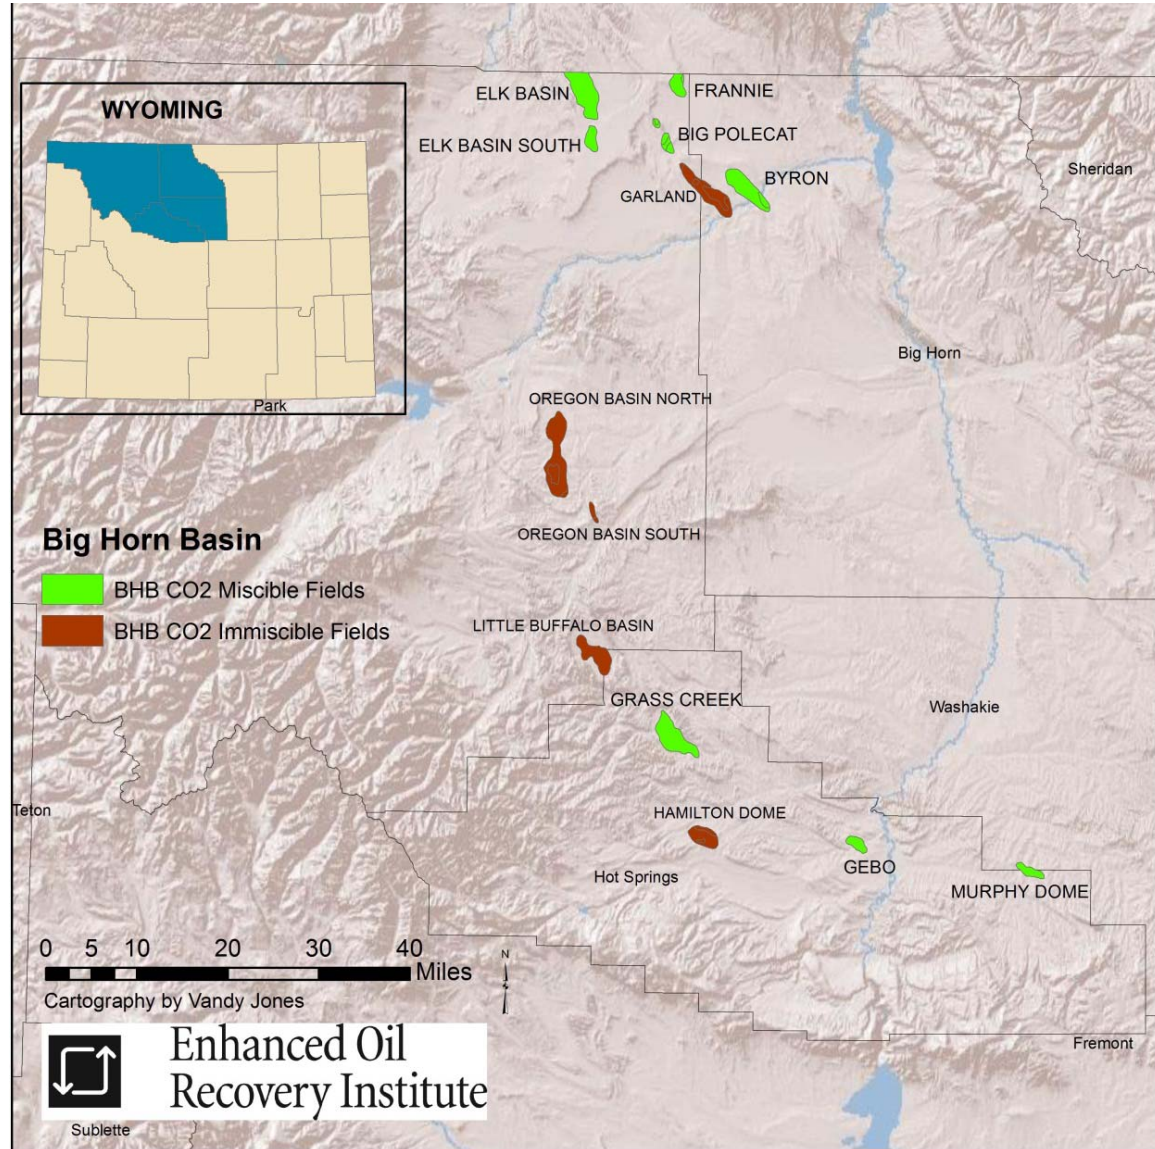 WYOMING
ELK BASIN
FRANNIE
ELK BASIN SOUTH
BIG POLECAT
Sheridan
GARLAND
BYRON
Big Horn
Park
OREGON BASIN NORTH
OREGON BASIN SOUTH
Big Horn Basin
BHB CO2 Miscible Fields
BHB CO2 Immiscible Fields
LITTLE BUFFALO BASIN
GRASS CREEK
Washakie
Teton
HAMILTON DOME
GEBO
Hot Springs
MURPHY DOME
0 5 10 20 30 40
Miles
N
Cartography by Vandy Jones
Enhanced Oil
Recovery Institute
Fremont
Sublette